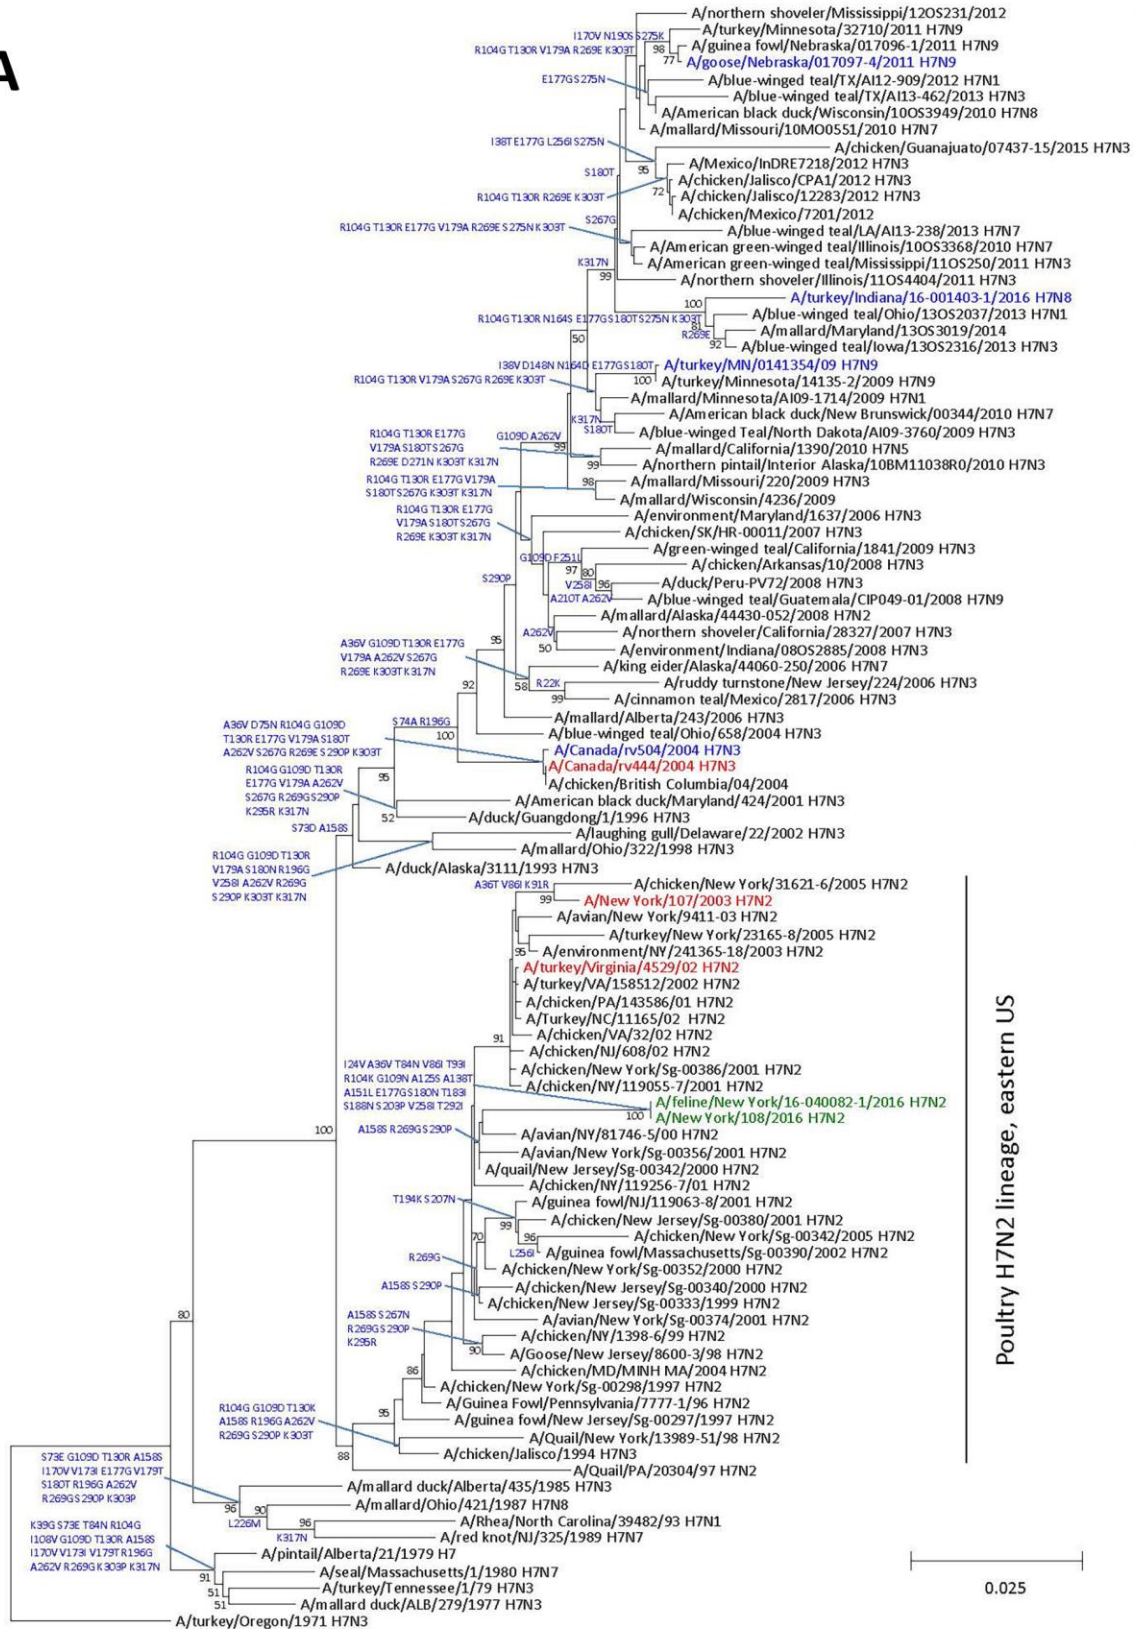 A
A/northern shoveler/Mississippi/12OS231/2012
A/turkey/Minnesota/32710/2011 H7N9
I170V N190S S275K
98
A/guinea fowl/Nebraska/017096-1/2011 H7N9
R104G T130R V179A R269E K303T
77
A/goose/Nebraska/017097-4/2011 H7N9
E177G S275N
A/blue-winged teal/TX/AI12-909/2012 H7N1
A/blue-winged teal/TX/AI13-462/2013 H7N3
A/American black duck/Wisconsin/10OS3949/2010 H7N8
A/mallard/Missouri/10MO0551/2010 H7N7
I38T E177G L256I S275N
A/chicken/Guanajuato/07437-15/2015 H7N3
95
A/Mexico/InDRE7218/2012 H7N3
S180T
A/chicken/Jalisco/CPA1/2012 H7N3
72
R104G T130R R269E K303T
A/chicken/Jalisco/12283/2012 H7N3
A/chicken/Mexico/7201/2012
S267G
R104G T130R E177G V179A R269E S275N K303T
A/blue-winged teal/LA/AI13-238/2013 H7N7
A/American green-winged teal/Illinois/10OS3368/2010 H7N7
K317N
A/American green-winged teal/Mississippi/11OS250/2011 H7N3
99
A/northern shoveler/Illinois/11OS4404/2011 H7N3
100
A/turkey/Indiana/16-001403-1/2016 H7N8
R104G T130R N164S E177G S180T S275N K303T
A/blue-winged teal/Ohio/13OS2037/2013 H7N1
81
R269E
A/mallard/Maryland/13OS3019/2014
50
92
A/blue-winged teal/Iowa/13OS2316/2013 H7N3
I38V D148N N164D E177G S180T
A/turkey/MN/0141354/09 H7N9
R104G T130R V179A S267G R269E K303T
100
A/turkey/Minnesota/14135-2/2009 H7N9
A/mallard/Minnesota/AI09-1714/2009 H7N1
K317N
A/American black duck/New Brunswick/00344/2010 H7N7
S180T
A/blue-winged Teal/North Dakota/AI09-3760/2009 H7N3
R104G T130R E177G
V179A S180T S267G
R269E D271N K303T K317N
G109D A262V
99
A/mallard/California/1390/2010 H7N5
99
A/northern pintail/Interior Alaska/10BM11038R0/2010 H7N3
R104G T130R E177G V179A
S180T S267G K303T K317N
98
A/mallard/Missouri/220/2009 H7N3
A/mallard/Wisconsin/4236/2009
R104G T130R E177G
V179A S180T S267G
R269E K303T K317N
A/environment/Maryland/1637/2006 H7N3
A/chicken/SK/HR-00011/2007 H7N3
G109D F251L
A/green-winged teal/California/1841/2009 H7N3
97
80
A/chicken/Arkansas/10/2008 H7N3
S290P
V258I
96
A/duck/Peru-PV72/2008 H7N3
A210T A262V
A/blue-winged teal/Guatemala/CIP049-01/2008 H7N9
A/mallard/Alaska/44430-052/2008 H7N2
A262V
A/northern shoveler/California/28327/2007 H7N3
95
50
A/environment/Indiana/08OS2885/2008 H7N3
A36V G109D T130R E177G
V179A A262V S267G
R269E K303T K317N
A/king eider/Alaska/44060-250/2006 H7N7
92
58
R22K
A/ruddy turnstone/New Jersey/224/2006 H7N3
99
A/cinnamon teal/Mexico/2817/2006 H7N3
S74A R196G
A/mallard/Alberta/243/2006 H7N3
100
A/blue-winged teal/Ohio/658/2004 H7N3
A36V D75N R104G G109D
T130R E177G V179A S180T
A262V S267G R269E S290P K303T
A/Canada/rv504/2004 H7N3
A/Canada/rv444/2004 H7N3
95
A/chicken/British Columbia/04/2004
R104G G109D T130R
E177G V179A A262V
S267G R269G S290P
K295R K317N
A/American black duck/Maryland/424/2001 H7N3
52
A/duck/Guangdong/1/1996 H7N3
S73D A158S
A/laughing gull/Delaware/22/2002 H7N3
A/mallard/Ohio/322/1998 H7N3
R104G G109D T130R
V179A S180N R196G
V258I A262V R269G
S290P K303T K317N
A/duck/Alaska/3111/1993 H7N3
A36T V86I K91R
A/chicken/New York/31621-6/2005 H7N2
99
A/New York/107/2003 H7N2
A/avian/New York/9411-03 H7N2
A/turkey/New York/23165-8/2005 H7N2
95
A/environment/NY/241365-18/2003 H7N2
A/turkey/Virginia/4529/02 H7N2
A/turkey/VA/158512/2002 H7N2
A/chicken/PA/143586/01 H7N2
A/Turkey/NC/11165/02 H7N2
91
A/chicken/VA/32/02 H7N2
A/chicken/NJ/608/02 H7N2
A/chicken/New York/Sg-00386/2001 H7N2
A/chicken/NY/119055-7/2001 H7N2
I24V A36V T84N V86I T93I
R104K G109N A125S A138T
A151L E177G S180N T183I
S188N S203P V258I T292I
A/feline/New York/16-040082-1/2016 H7N2
100
A/New York/108/2016 H7N2
100
A158S R269G S290P
A/avian/NY/81746-5/00 H7N2
A/avian/New York/Sg-00356/2001 H7N2
A/quail/New Jersey/Sg-00342/2000 H7N2
A/chicken/NY/119256-7/01 H7N2
T194K S207N
A/guinea fowl/NJ/119063-8/2001 H7N2
99
A/chicken/New Jersey/Sg-00380/2001 H7N2
70
96
A/chicken/New York/Sg-00342/2005 H7N2
L256I
A/guinea fowl/Massachusetts/Sg-00390/2002 H7N2
R269G
A/chicken/New York/Sg-00352/2000 H7N2
A158S S290P
A/chicken/New Jersey/Sg-00340/2000 H7N2
A/chicken/New Jersey/Sg-00333/1999 H7N2
A158S S267N
R269G S290P
K295R
A/avian/New York/Sg-00374/2001 H7N2
A/chicken/NY/1398-6/99 H7N2
90
A/Goose/New Jersey/8600-3/98 H7N2
80
A/chicken/MD/MINH MA/2004 H7N2
86
A/chicken/New York/Sg-00298/1997 H7N2
A/Guinea Fowl/Pennsylvania/7777-1/96 H7N2
R104G G109D T130K
A158S R196G A262V
R269G S290P K303T
95
A/guinea fowl/New Jersey/Sg-00297/1997 H7N2
A/Quail/New York/13989-51/98 H7N2
A/chicken/Jalisco/1994 H7N3
88
A/Quail/PA/20304/97 H7N2
Poultry H7N2 lineage, eastern US
S73E G109D T130R A158S
I170V V173I E177G V179T
S180T R196G A262V
R269G S290P K303P
A/mallard duck/Alberta/435/1985 H7N3
96
90
A/mallard/Ohio/421/1987 H7N8
L226M
96
A/Rhea/North Carolina/39482/93 H7N1
K317N
A/red knot/NJ/325/1989 H7N7
K39G S73E T84N R104G
I108V G109D T130R A158S
I170V V173I V179T R196G
A262V R269G K303P K317N
A/pintail/Alberta/21/1979 H7
91
A/seal/Massachusetts/1/1980 H7N7
51
A/turkey/Tennessee/1/79 H7N3
51
A/mallard duck/ALB/279/1977 H7N3
A/turkey/Oregon/1971 H7N3
0.025